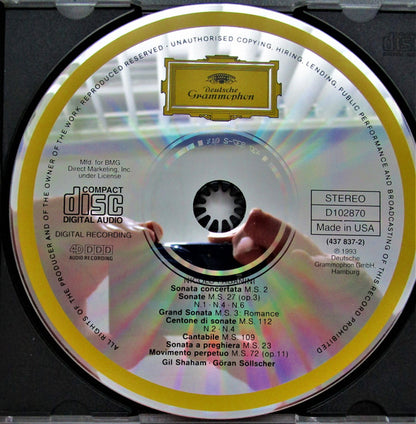 ALL RIGHTS OF THE PRODUCER AND OF THE OWNER OF THE WORK REPRODUCED RESERVED · UNAUTHORISED COPYING, HIRING, LENDING, PUBLIC PERFORMANCE AND BROADCASTING OF THIS RECORD PROHIBITED
Deutsche
Grammophon
Mfd. for BMG
Direct Marketing, Inc.
under License
COMPACT
disc
DIGITAL AUDIO
DIGITAL RECORDING
4D DDD
AUDIO RECORDING
STEREO
D102870
Made in USA
(437 837-2)
℗ 1993
Deutsche
Grammophon GmbH
Hamburg
Sonata concertata M.S. 2
Sonate M.S. 27 (op.3)
N.1 · N.4 · N.6
Grand Sonata M.S. 3: Romance
Centone di sonate M.S. 112
N.2 · N.4
Cantabile M.S. 109
Sonata a preghiera M.S. 23
Movimento perpetuo M.S. 72 (op.11)
Gil Shaham · Göran Söllscher